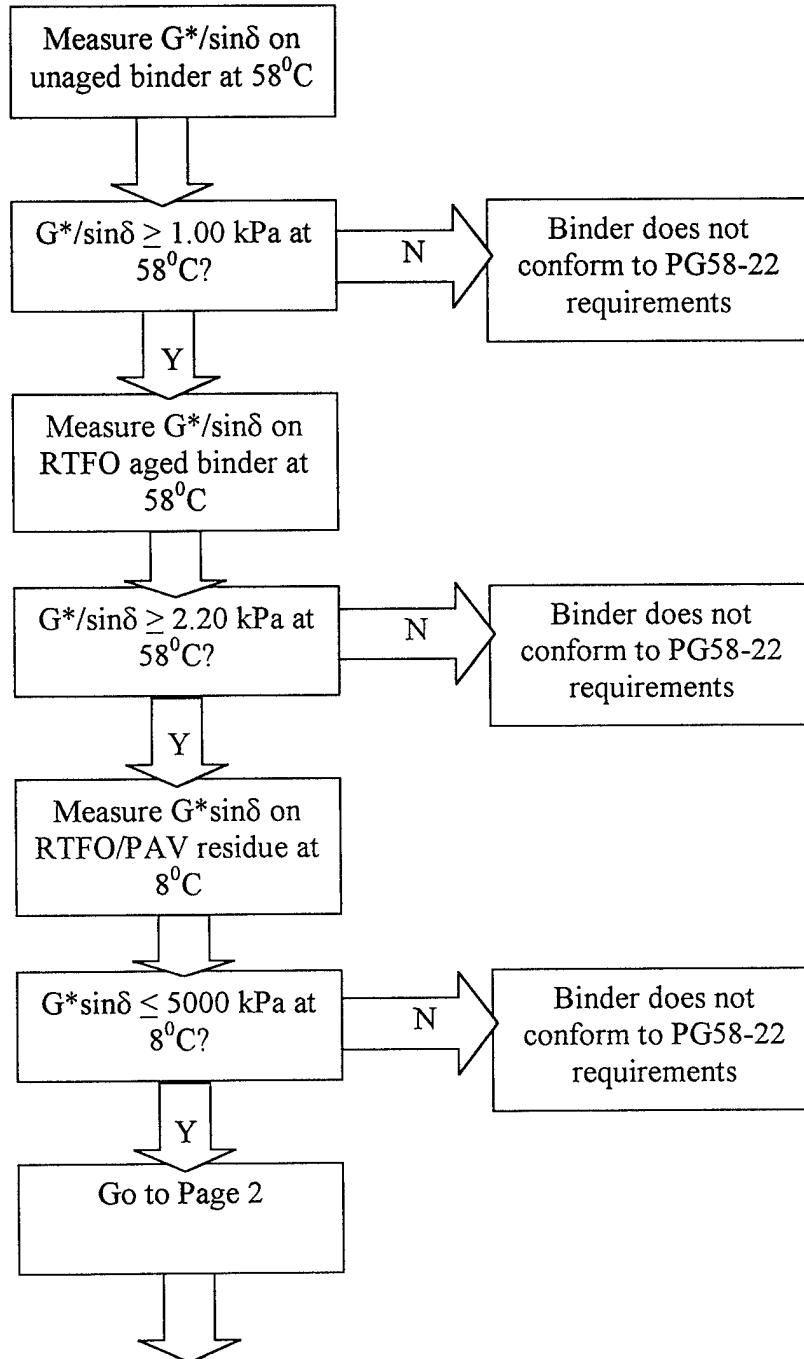 Measure G*/sinδ on
unaged binder at 58⁰C
G*/sinδ ≥ 1.00 kPa at
58⁰C?
N
Binder does not
conform to PG58-22
requirements
Y
Measure G*/sinδ on
RTFO aged binder at
58⁰C
G*/sinδ ≥ 2.20 kPa at
58⁰C?
N
Binder does not
conform to PG58-22
requirements
Y
Measure G*sinδ on
RTFO/PAV residue at
8⁰C
G*sinδ ≤ 5000 kPa at
8⁰C?
N
Binder does not
conform to PG58-22
requirements
Y
Go to Page 2